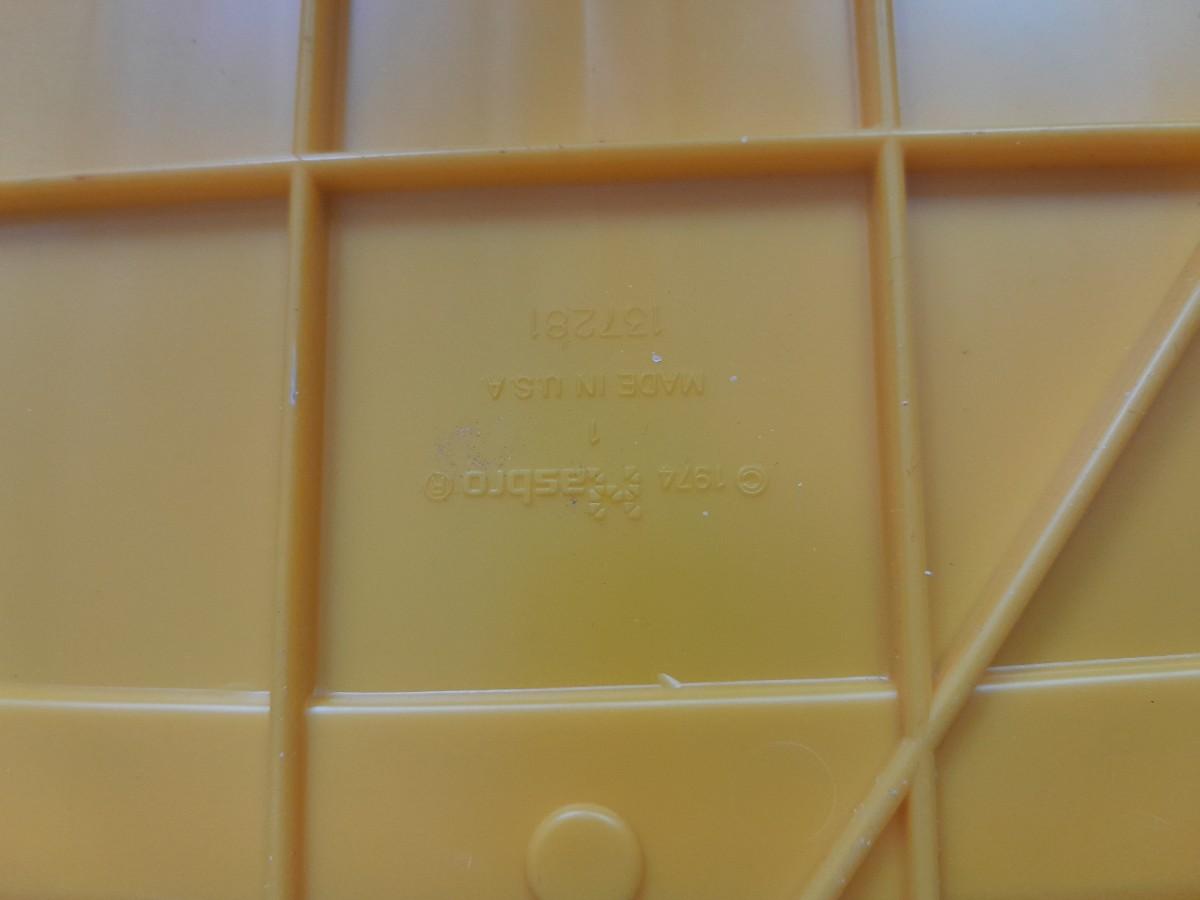 © 1974 Hasbro ®
1
MADE IN U.S.A
137281